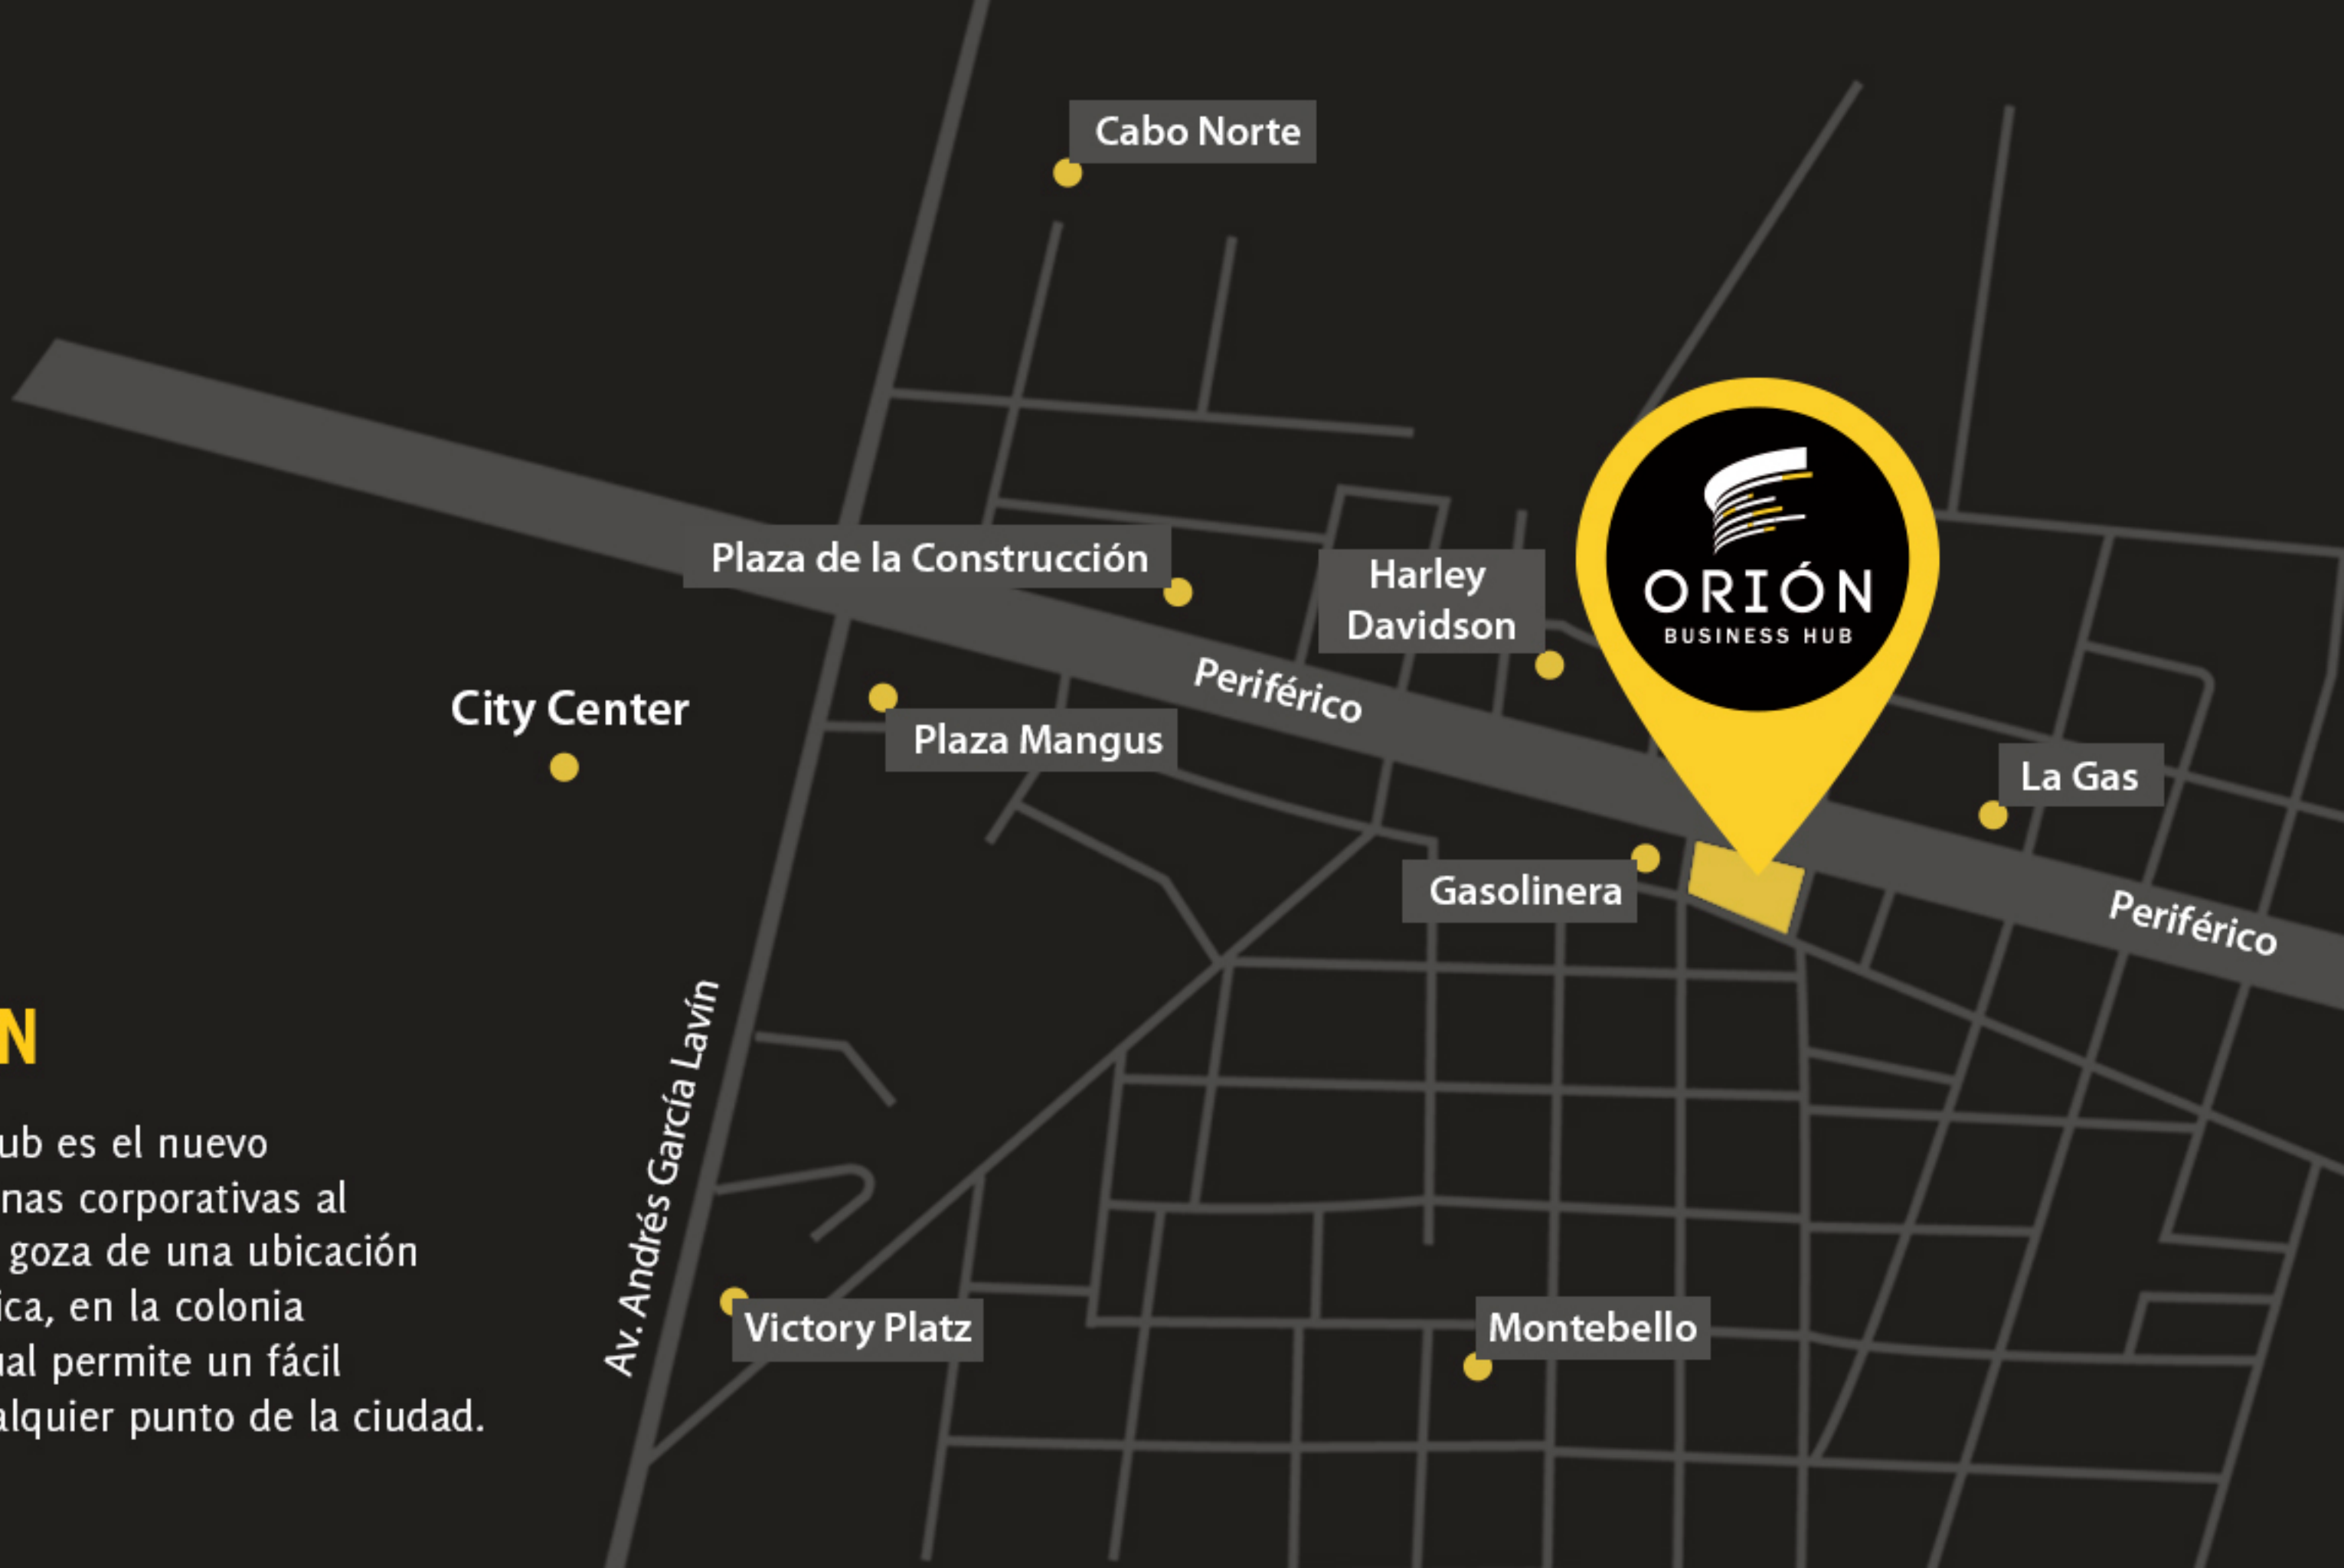 Cabo Norte
Plaza de la Construcción
Harley
Davidson
ORIÓN
BUSINESS HUB
Periférico
City Center
Plaza Mangus
La Gas
Gasolinera
Periférico
Av. Andrés García Lavín
N
ub es el nuevo
nas corporativas al
goza de una ubicación
ica, en la colonia
ual permite un fácil
alquier punto de la ciudad.
Victory Platz
Montebello